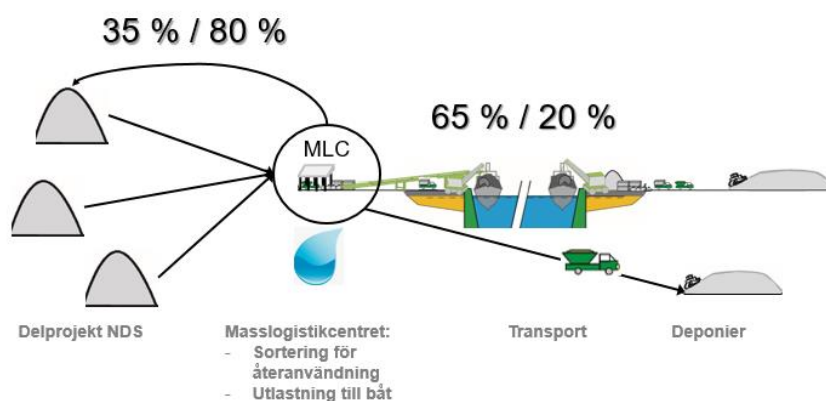 35 % / 80 %
65 % / 20 %
MLC
Delprojekt NDS
Masslogistikcentret:
- Sortering för
återanvändning
- Utlastning till båt
Transport
Deponier